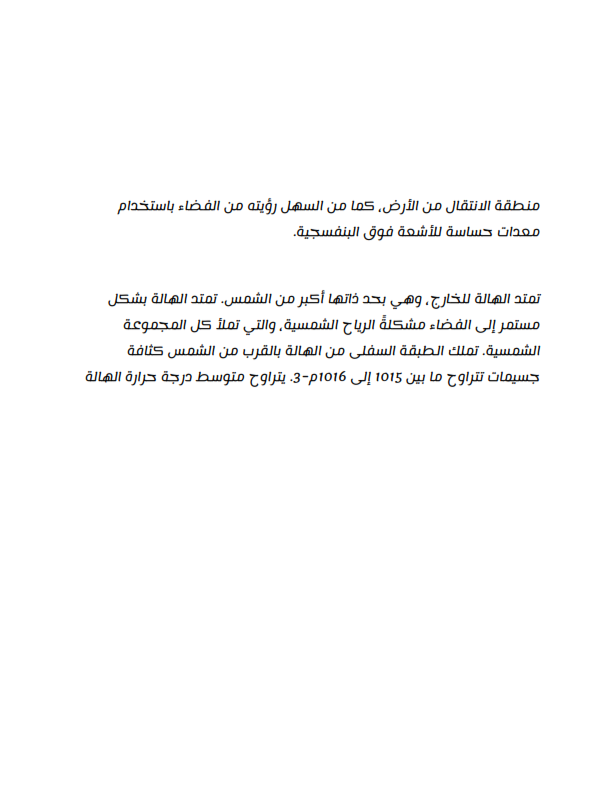 منطقة الانتقال من الأرض، كما من السهل رؤيته من الفضاء باستخدام
معدات حساسة للأشعة فوق البنفسجية.
تمتد الهالة للخارج، وهي بحد ذاتها أكبر من الشمس. تمتد الهالة بشكل
مستمر إلى الفضاء مشكلةً الرياح الشمسية، والتي تملأ كل المجموعة
الشمسية. تملك الطبقة السفلى من الهالة بالقرب من الشمس كثافة
جسيمات تتراوح ما بين 1015 إلى 1016م−3. يتراوح متوسط درجة حرارة الهالة